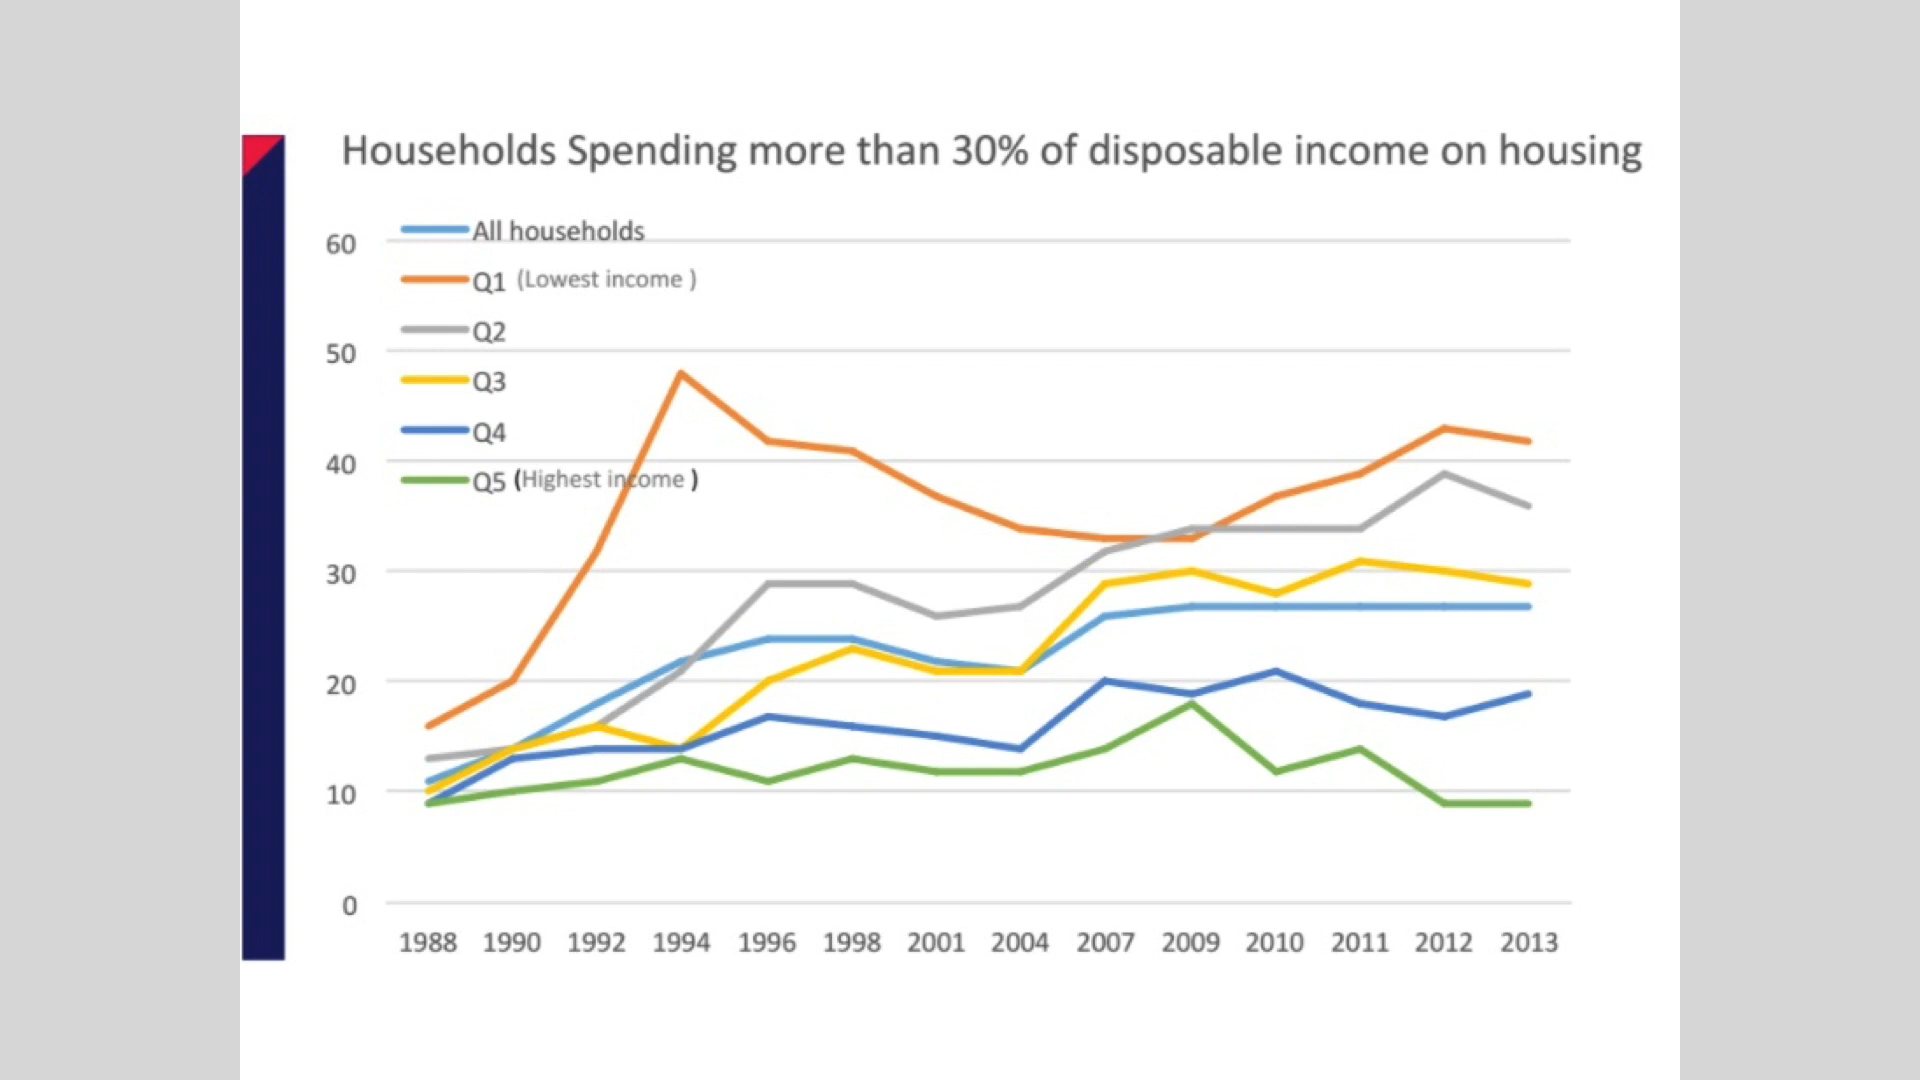 Households Spending more than 30% of disposable income on housing
All households
Q1 (Lowest income )
Q2
Q3
Q4
Q5 (Highest income )
60
50
40
30
20
10
0
1988 1990 1992 1994 1996 1998 2001 2004 2007 2009 2010 2011 2012 2013